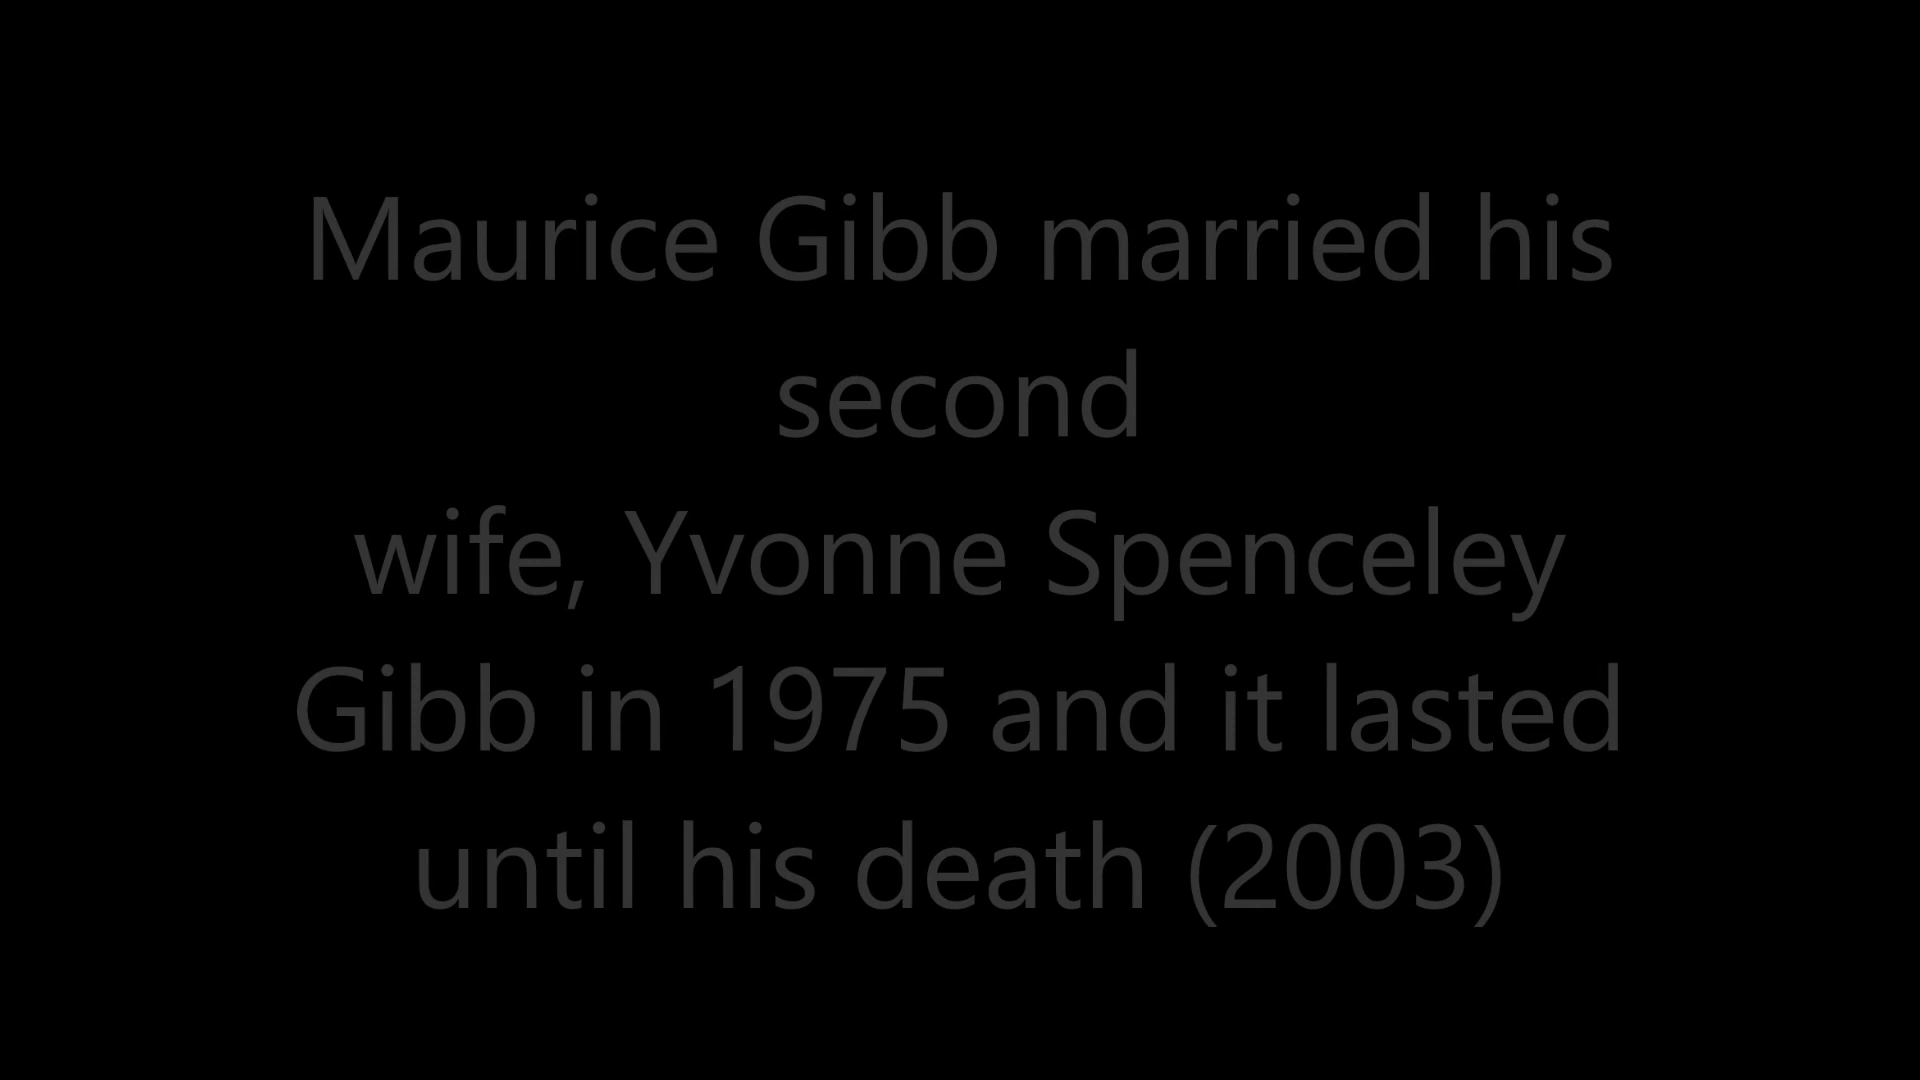 Maurice Gibb married his
second
wife, Yvonne Spenceley
Gibb in 1975 and it lasted
until his death (2003)